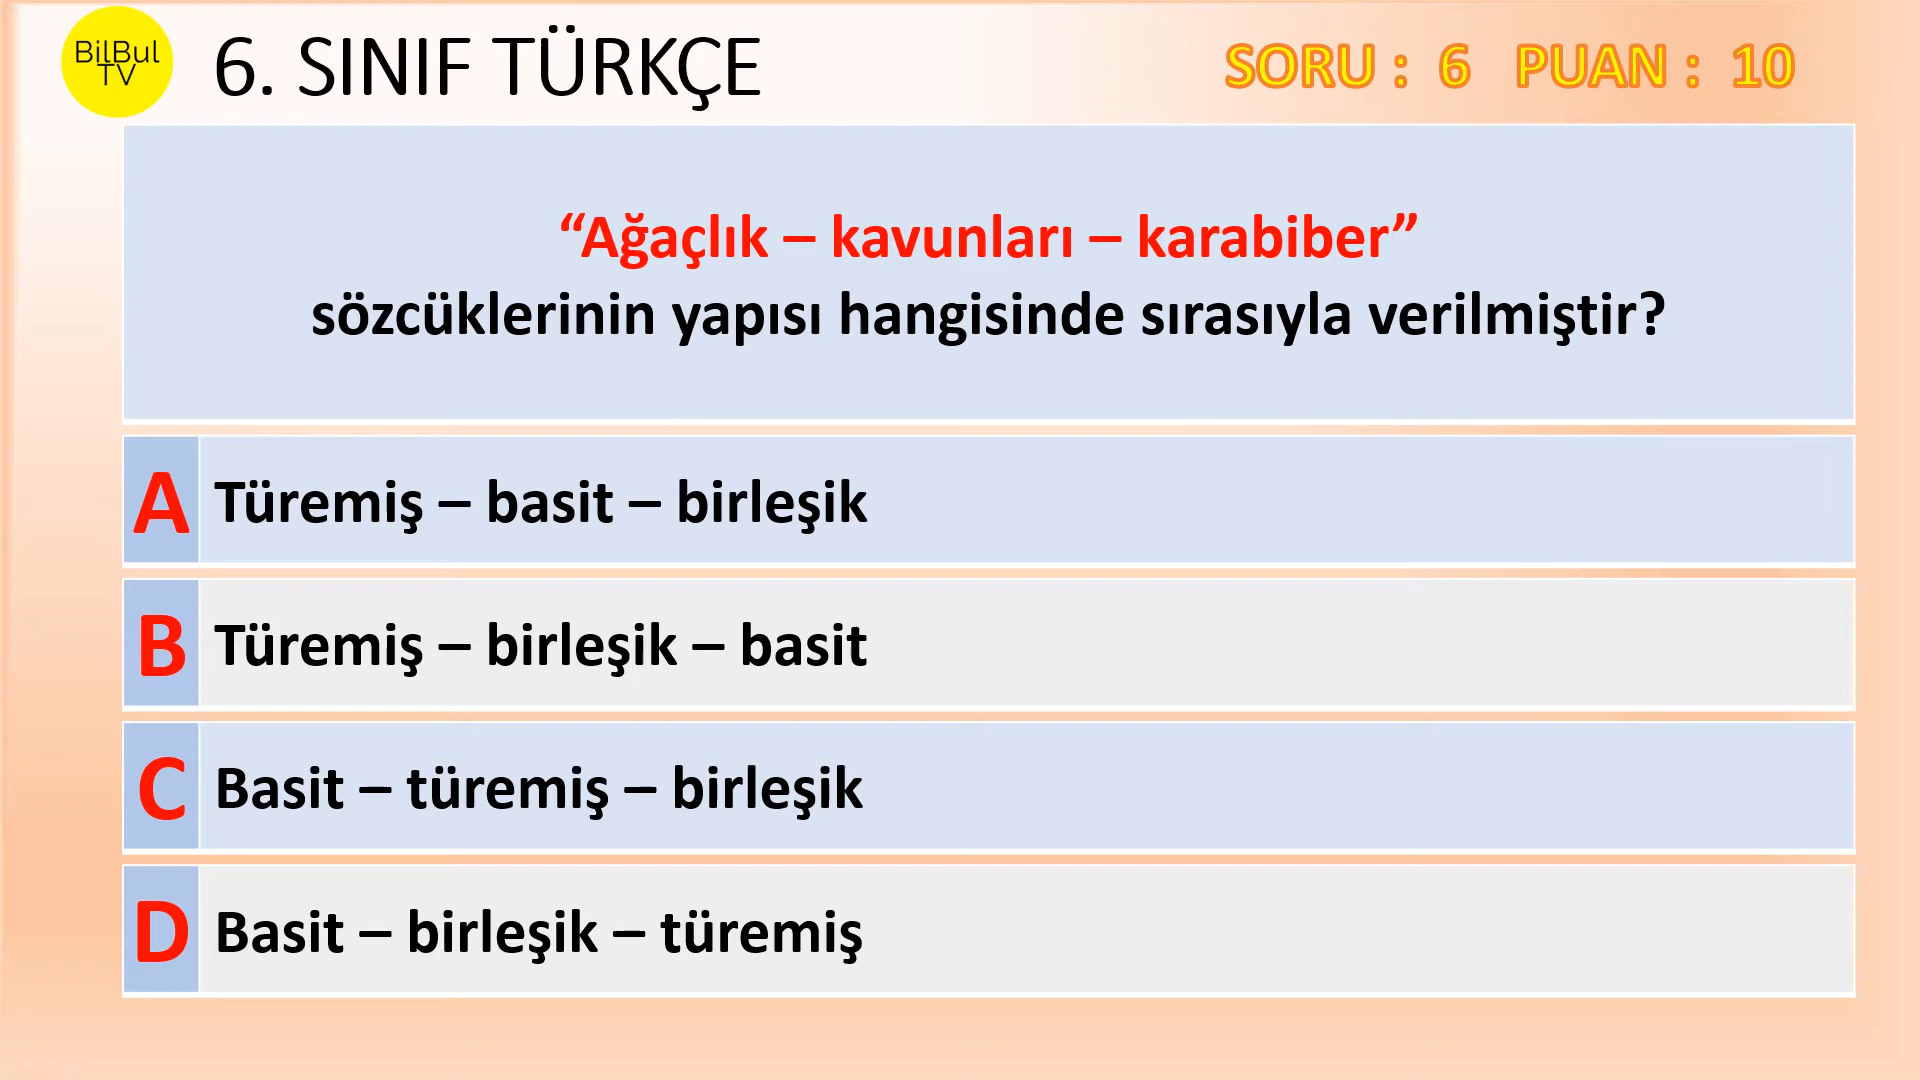 BilBul
TV
6. SINIF TÜRKÇE
SORU : 6 PUAN : 10
“Ağaçlık – kavunları – karabiber”
sözcüklerinin yapısı hangisinde sırasıyla verilmiştir?
A Türemiş – basit – birleşik
B Türemiş – birleşik – basit
C Basit – türemiş – birleşik
D Basit – birleşik – türemiş